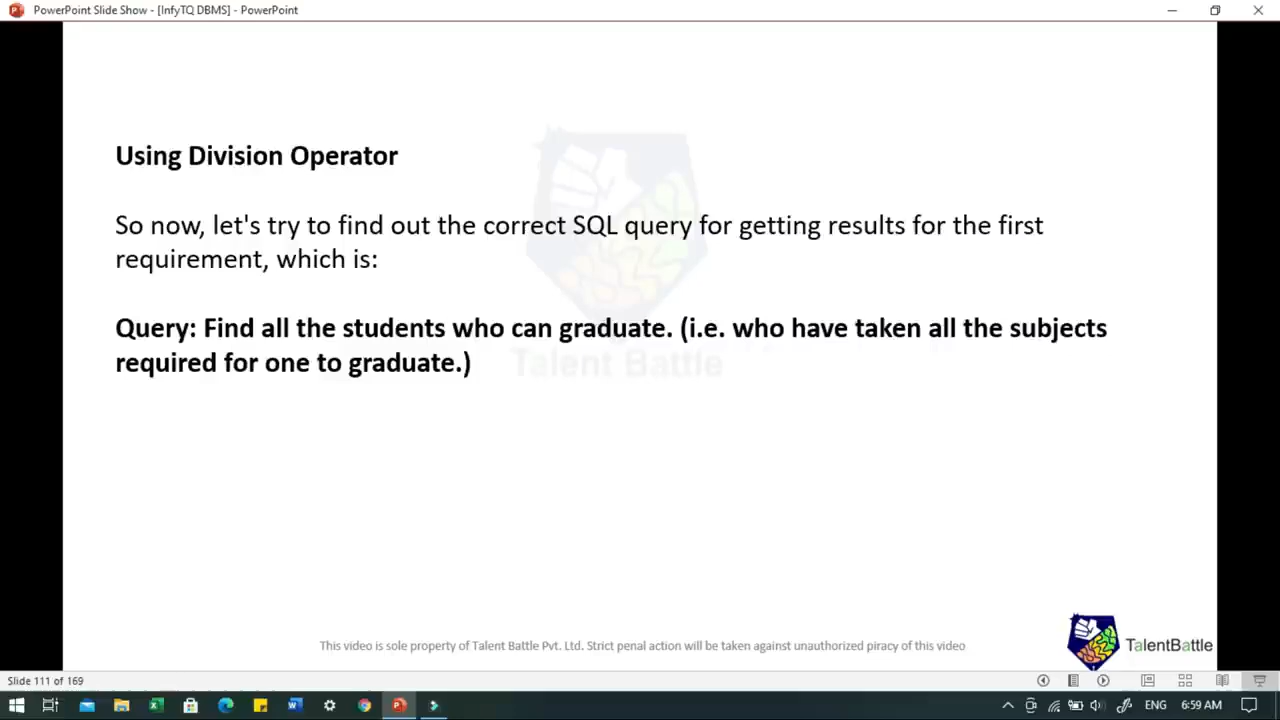 PowerPoint Slide Show - [InfyTQ DBMS] - PowerPoint
Using Division Operator
So now, let's try to find out the correct SQL query for getting results for the first
requirement, which is:
Query: Find all the students who can graduate. (i.e. who have taken all the subjects
required for one to graduate.)
Talent Battle
This video is sole property of Talent Battle Pvt. Ltd. Strict penal action will be taken against unauthorized piracy of this video
TalentBattle
Slide 111 of 169
ENG
6:59 AM